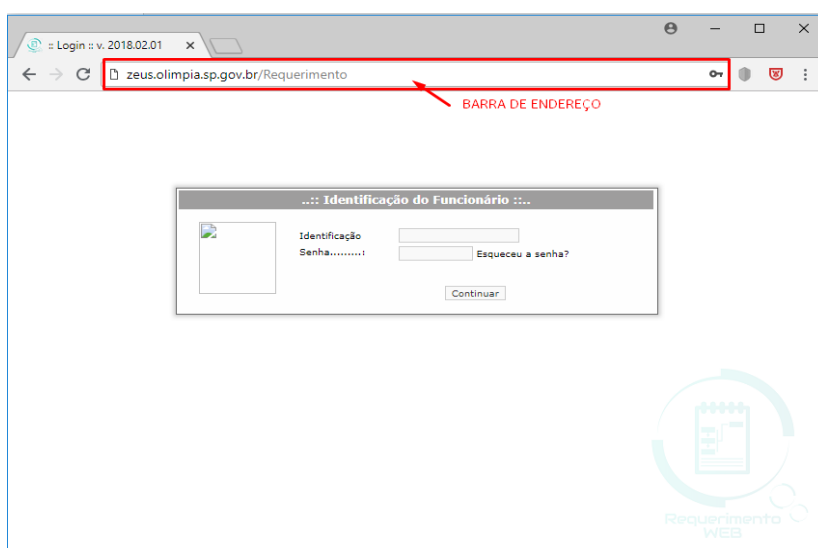 :: Login :: v. 2018.02.01
zeus.olimpia.sp.gov.br/Requerimento
BARRA DE ENDEREÇO
..:: Identificação do Funcionário ::..
Identificação
Senha.........:
Esqueceu a senha?
Continuar
Requerimento
WEB